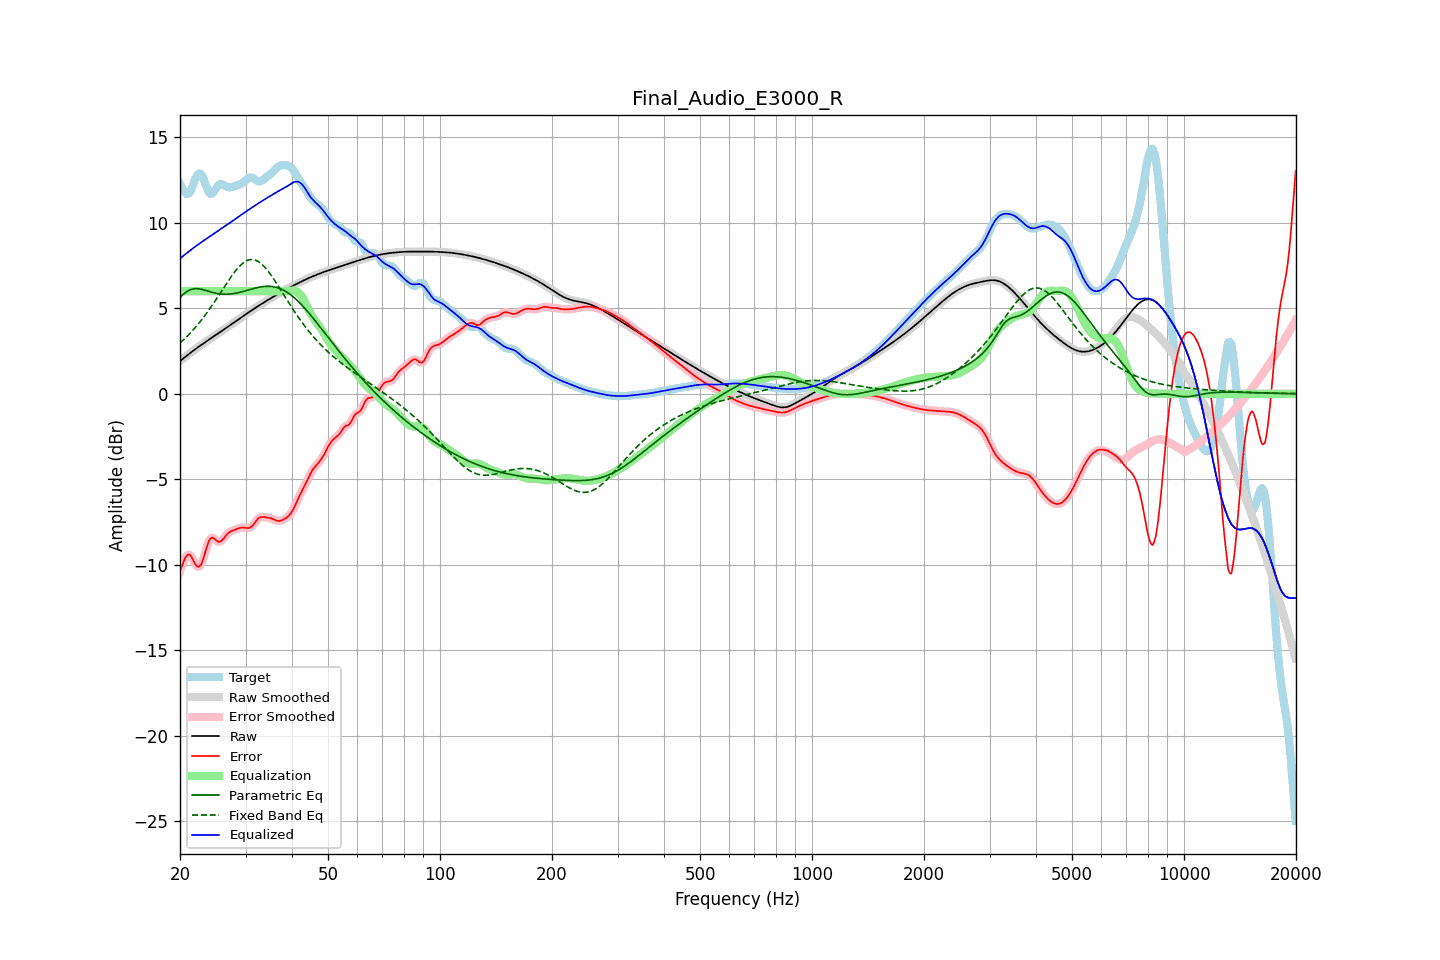 Final_Audio_E3000_R
Amplitude (dBr)
15
10
5
0
−5
−10
−15
−20
−25
Target
Raw Smoothed
Error Smoothed
Raw
Error
Equalization
Parametric Eq
Fixed Band Eq
Equalized
20 50 100 200 500 1000 2000 5000 10000 20000
Frequency (Hz)